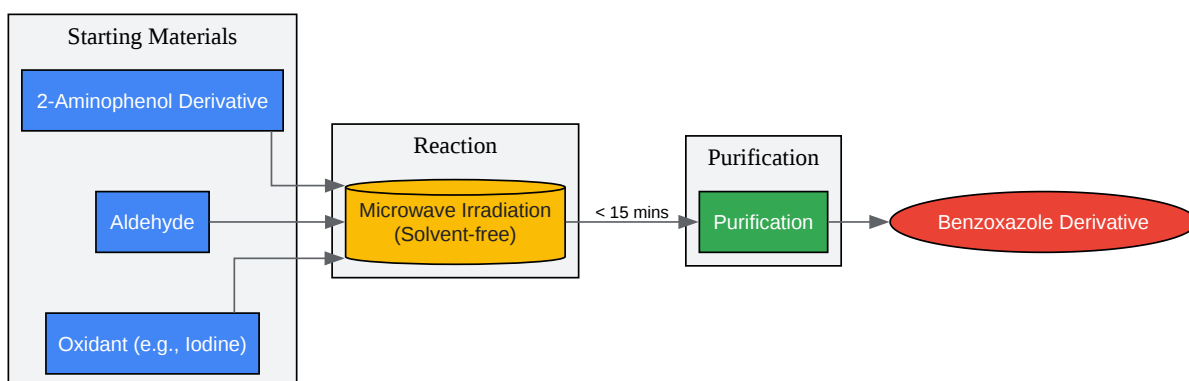 Starting Materials
2-Aminophenol Derivative
Aldehyde
Oxidant (e.g., Iodine)
Reaction
Microwave Irradiation
(Solvent-free)
< 15 mins
Purification
Purification
Benzoxazole Derivative